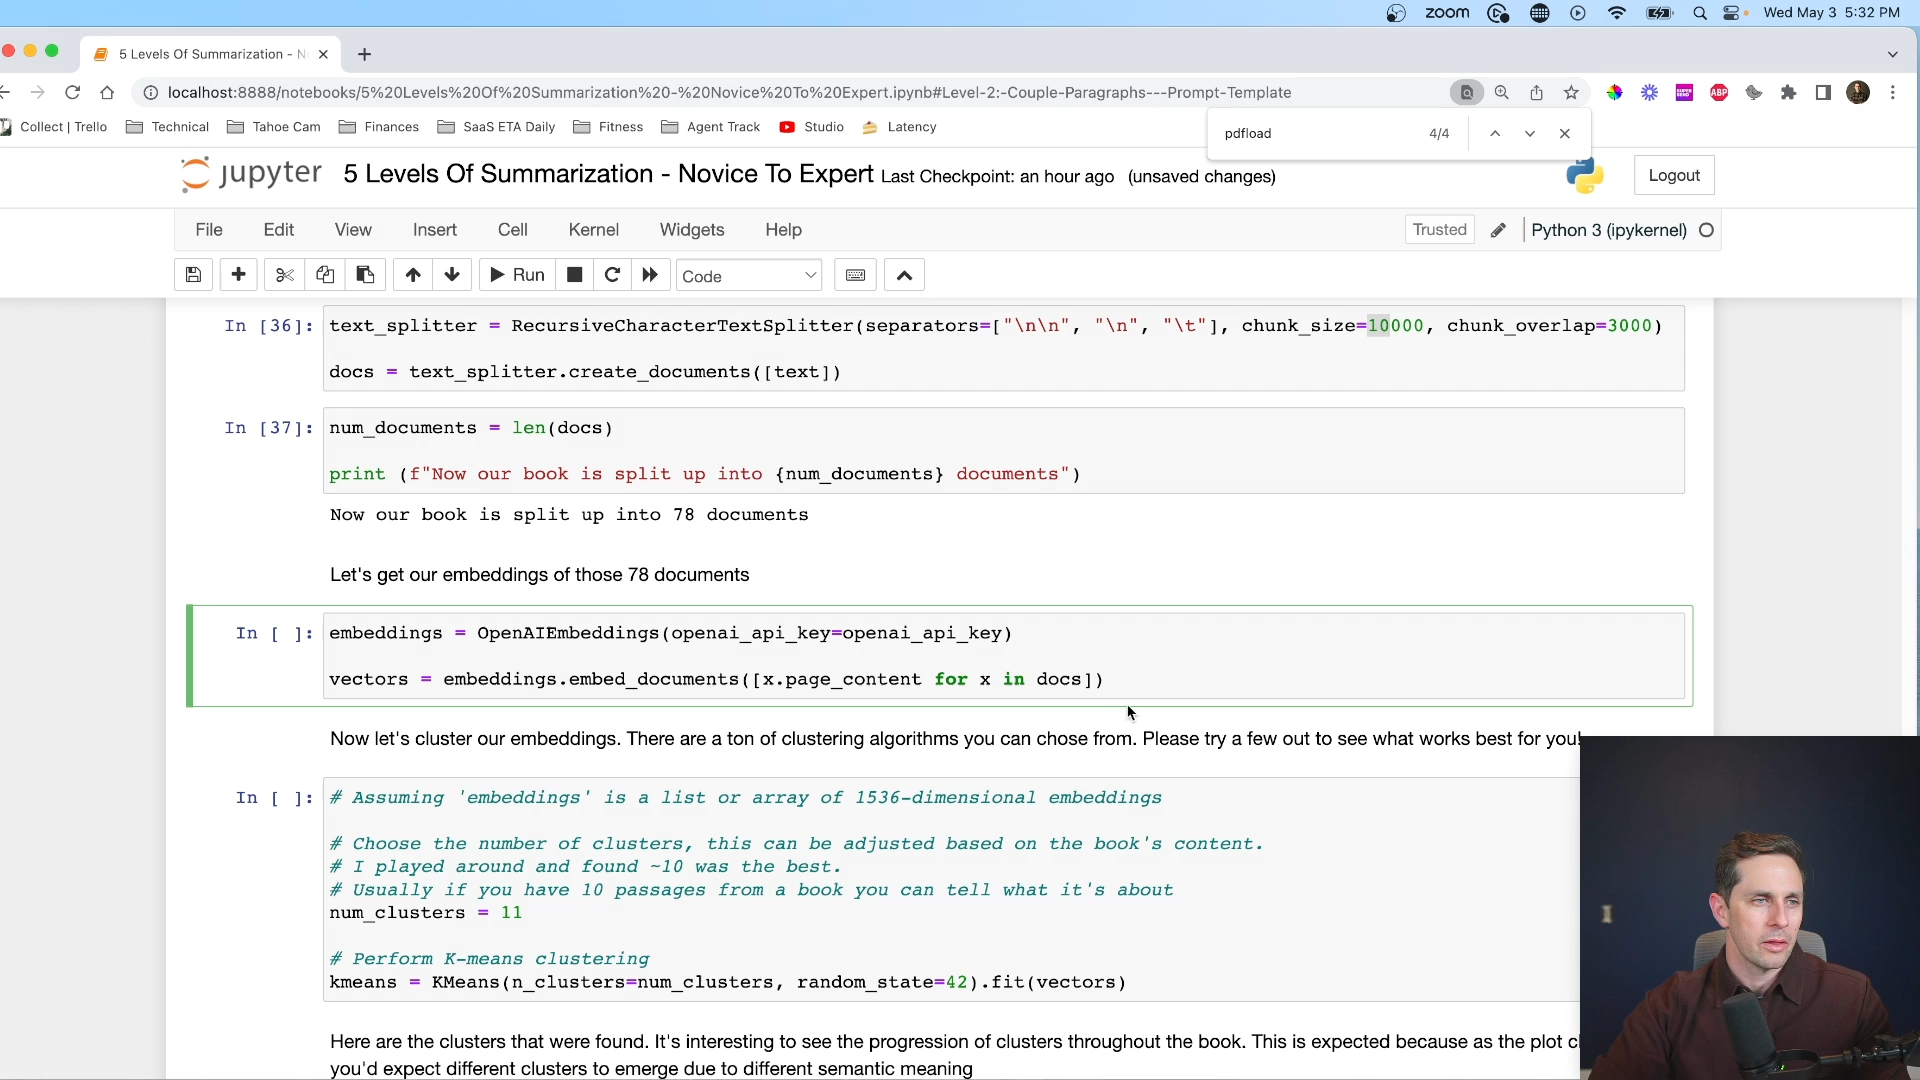 zoom
Wed May 3 5:32 PM
5 Levels Of Summarization - N
localhost:8888/notebooks/5%20Levels%20Of%20Summarization%20-%20Novice%20To%20Expert.ipynb#Level-2:-Couple-Paragraphs---Prompt-Template
ABP
Collect | Trello
Technical
Tahoe Cam
Finances
SaaS ETA Daily
Fitness
Agent Track
Studio
Latency
pdfload
4/4
jupyter
5 Levels Of Summarization - Novice To Expert Last Checkpoint: an hour ago (unsaved changes)
Logout
File Edit View Insert Cell Kernel Widgets Help
Trusted
Python 3 (ipykernel)
Run
Code
In [36]: text_splitter = RecursiveCharacterTextSplitter(separators=["\n\n", "\n", "\t"], chunk_size=10000, chunk_overlap=3000)
docs = text_splitter.create_documents([text])
In [37]: num_documents = len(docs)
print (f"Now our book is split up into {num_documents} documents")
Now our book is split up into 78 documents
Let's get our embeddings of those 78 documents
In [ ]: embeddings = OpenAIEmbeddings(openai_api_key=openai_api_key)
vectors = embeddings.embed_documents([x.page_content for x in docs])
Now let's cluster our embeddings. There are a ton of clustering algorithms you can chose from. Please try a few out to see what works best for you!
In [ ]: # Assuming 'embeddings' is a list or array of 1536-dimensional embeddings
# Choose the number of clusters, this can be adjusted based on the book's content.
# I played around and found ~10 was the best.
# Usually if you have 10 passages from a book you can tell what it's about
num_clusters = 11
# Perform K-means clustering
kmeans = KMeans(n_clusters=num_clusters, random_state=42).fit(vectors)
Here are the clusters that were found. It's interesting to see the progression of clusters throughout the book. This is expected because as the plot
you'd expect different clusters to emerge due to different semantic meaning